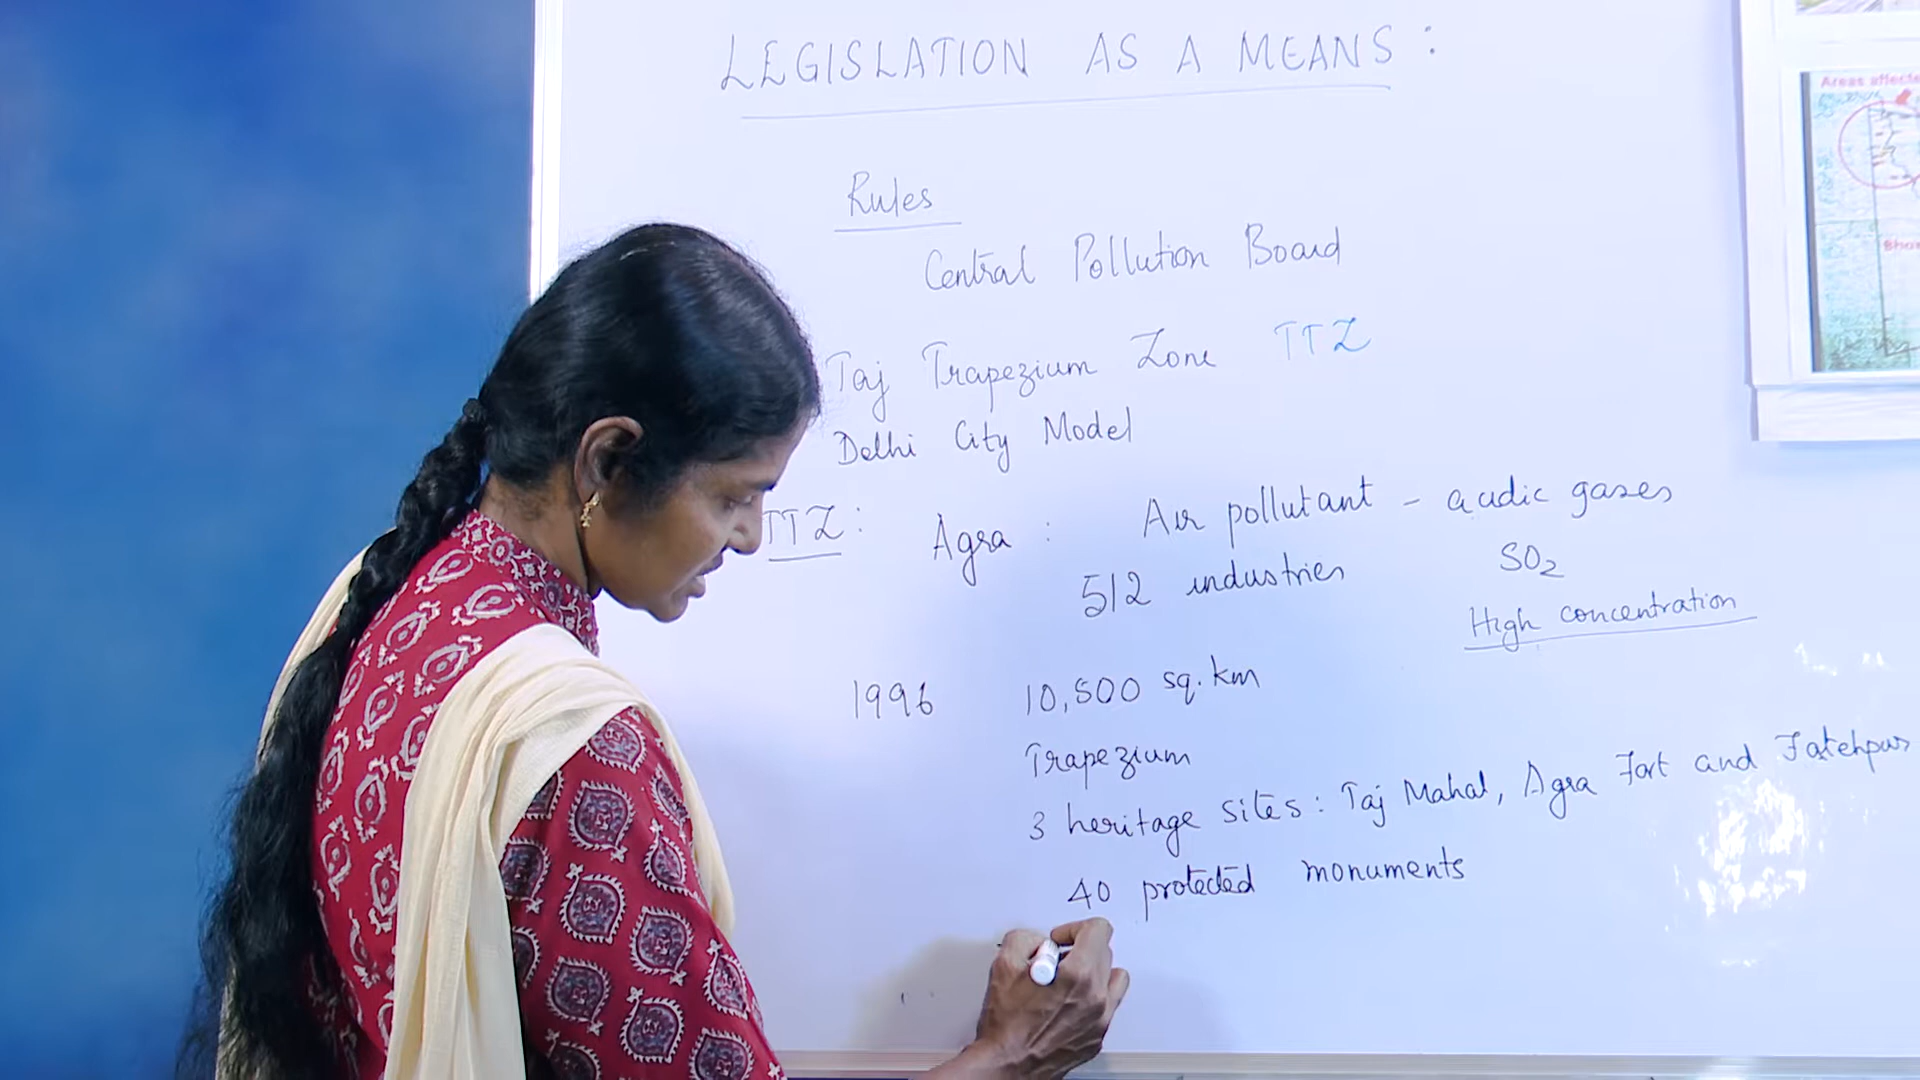 LEGISLATION AS A MEANS :
Rules
Central Pollution Board
Taj Trapezium Zone TTZ
Delhi City Model
TTZ : Agra : Air pollutant - acidic gases
512 industries SO2
High concentration
1996 10,500 sq. km
Trapezium
3 heritage sites : Taj Mahal, Agra Fort and Fatehpur
40 protected monuments
Areas